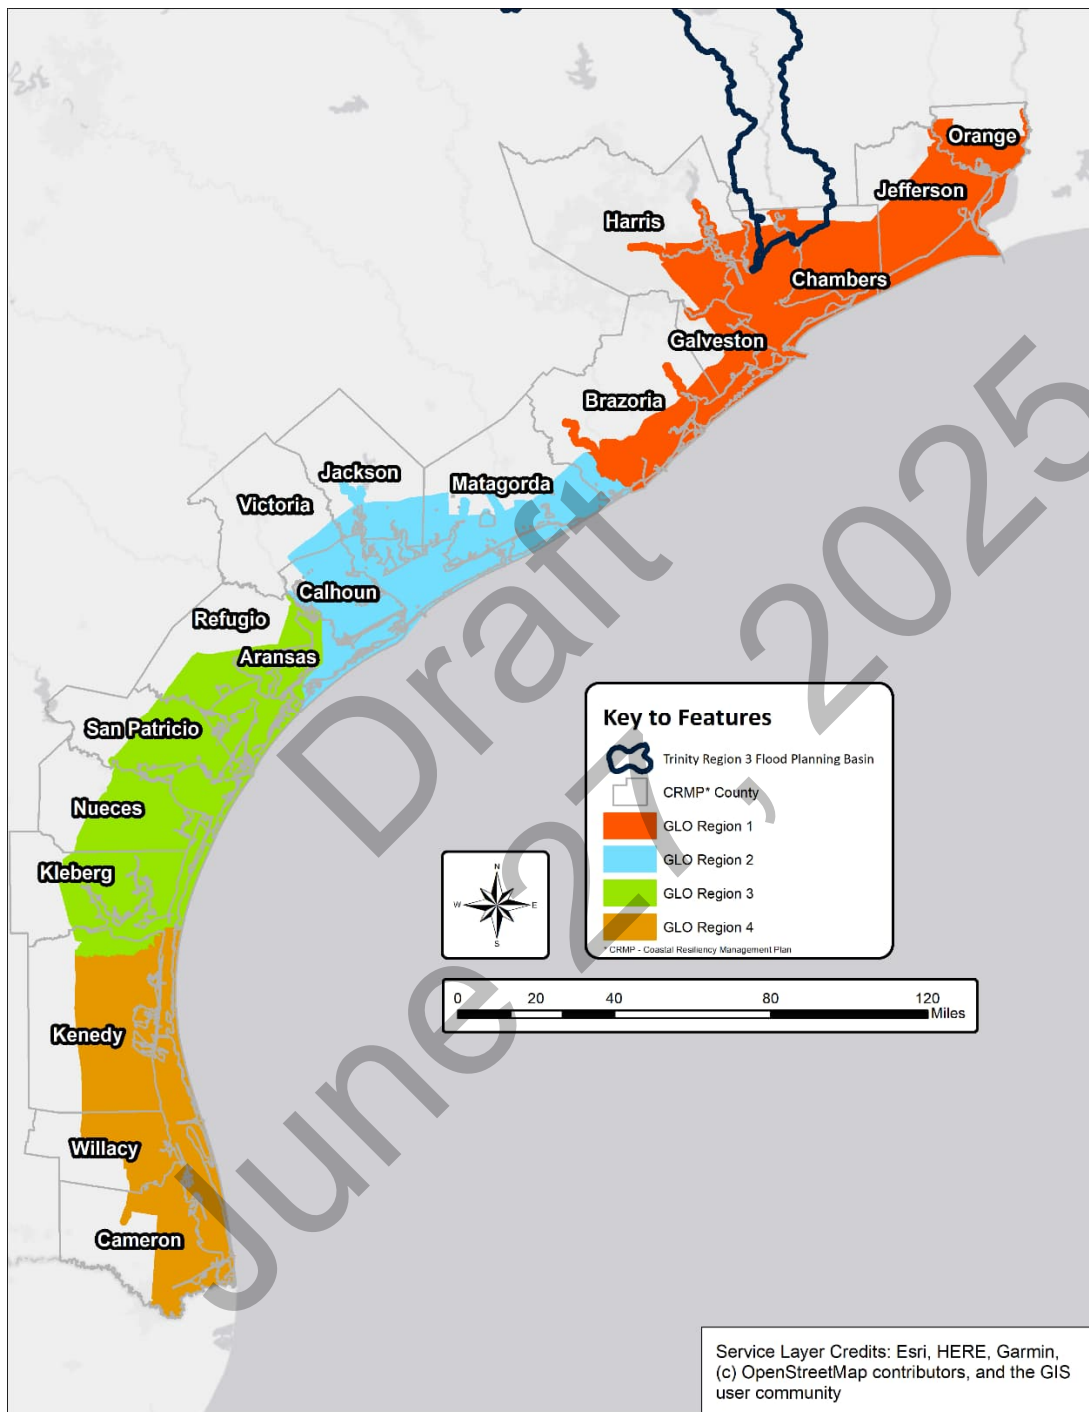 Orange
Jefferson
Harris
Chambers
Galveston
Brazoria
Jackson
Matagorda
Victoria
Calhoun
Refugio
Aransas
San Patricio
Nueces
Kleberg
Kenedy
Willacy
Cameron
Draft
June 27, 2025
Key to Features
Trinity Region 3 Flood Planning Basin
CRMP* County
GLO Region 1
GLO Region 2
GLO Region 3
GLO Region 4
* CRMP - Coastal Resiliency Management Plan
N
W E
S
0 20 40 80 120
Miles
Service Layer Credits: Esri, HERE, Garmin,
(c) OpenStreetMap contributors, and the GIS
user community